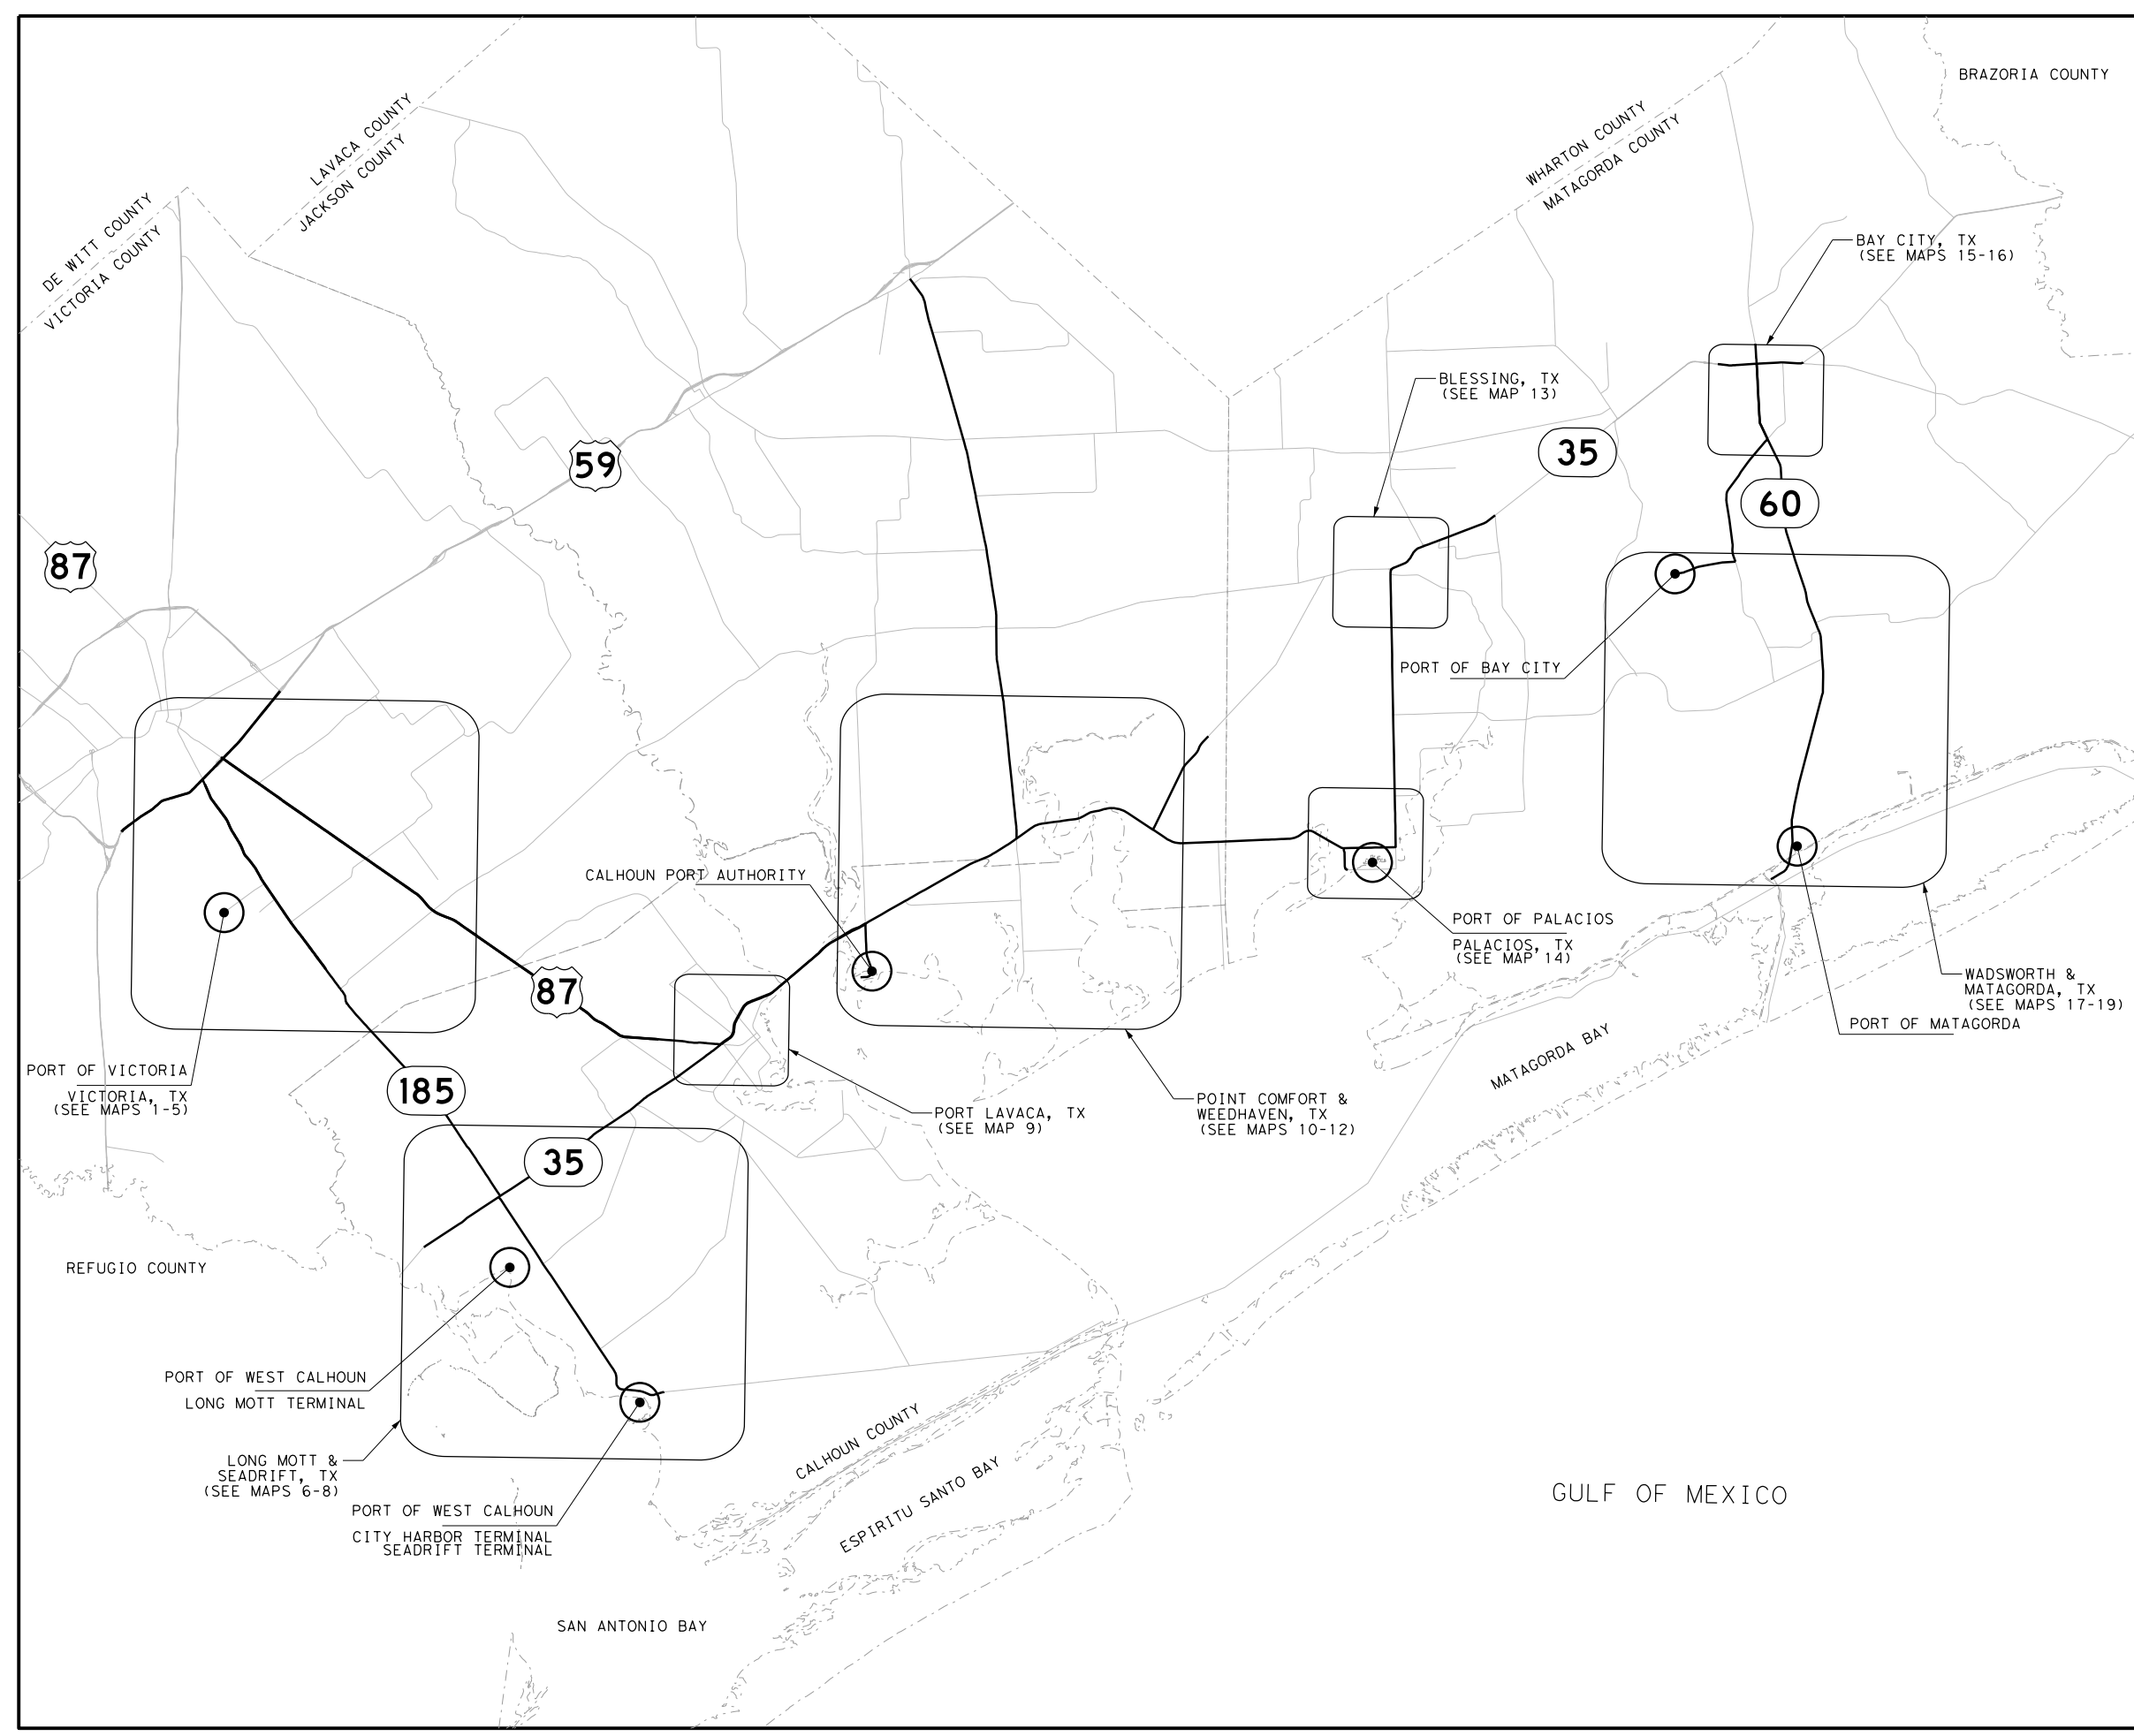 BRAZORIA COUNTY
LAVACA COUNTY
JACKSON COUNTY
WHARTON COUNTY
MATAGORDA COUNTY
DE WITT COUNTY
VICTORIA COUNTY
BAY CITY, TX
(SEE MAPS 15-16)
BLESSING, TX
(SEE MAP 13)
59
35
60
87
PORT OF BAY CITY
CALHOUN PORT AUTHORITY
PORT OF PALACIOS
PALACIOS, TX
(SEE MAP 14)
87
WADSWORTH &
MATAGORDA, TX
(SEE MAPS 17-19)
PORT OF MATAGORDA
MATAGORDA BAY
PORT OF VICTORIA
VICTORIA, TX
(SEE MAPS 1-5)
185
PORT LAVACA, TX
(SEE MAP 9)
POINT COMFORT &
WEEDHAVEN, TX
(SEE MAPS 10-12)
35
REFUGIO COUNTY
PORT OF WEST CALHOUN
LONG MOTT TERMINAL
LONG MOTT &
SEADRIFT, TX
(SEE MAPS 6-8)
CALHOUN COUNTY
ESPIRITU SANTO BAY
GULF OF MEXICO
PORT OF WEST CALHOUN
CITY HARBOR TERMINAL
SEADRIFT TERMINAL
SAN ANTONIO BAY